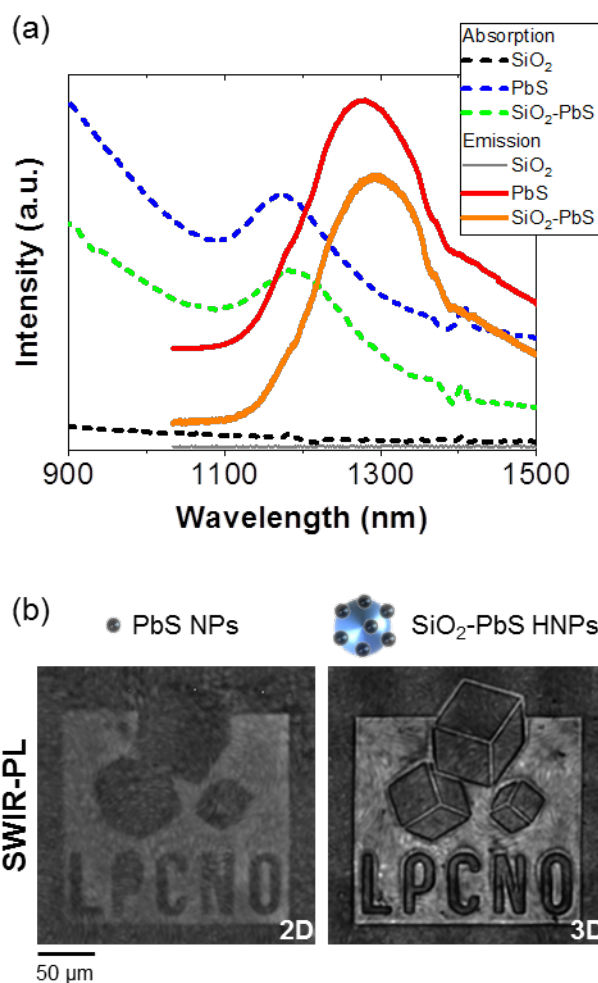 (a)
Absorption
SiO₂
PbS
SiO₂-PbS
Emission
SiO₂
PbS
SiO₂-PbS
Intensity (a.u.)
900 1100 1300 1500
Wavelength (nm)
(b)
PbS NPs
SiO₂-PbS HNPs
SWIR-PL
LPCNO
2D
LPCNO
3D
50 µm